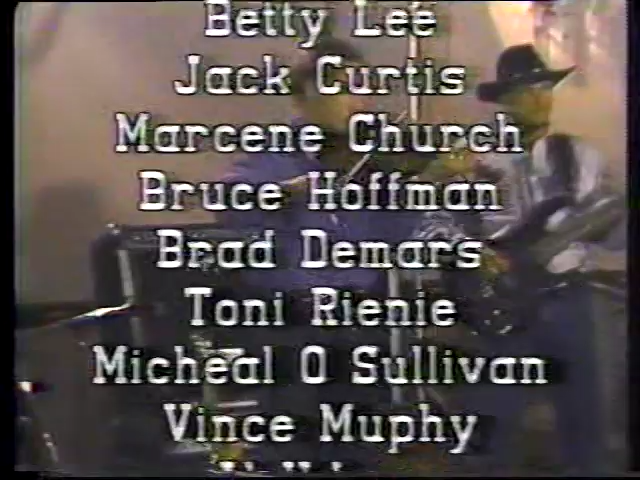 Betty Lee
Jack Curtis
Marcene Church
Bruce Hoffman
Brad Demars
Toni Rienie
Micheal O Sullivan
Vince Muphy